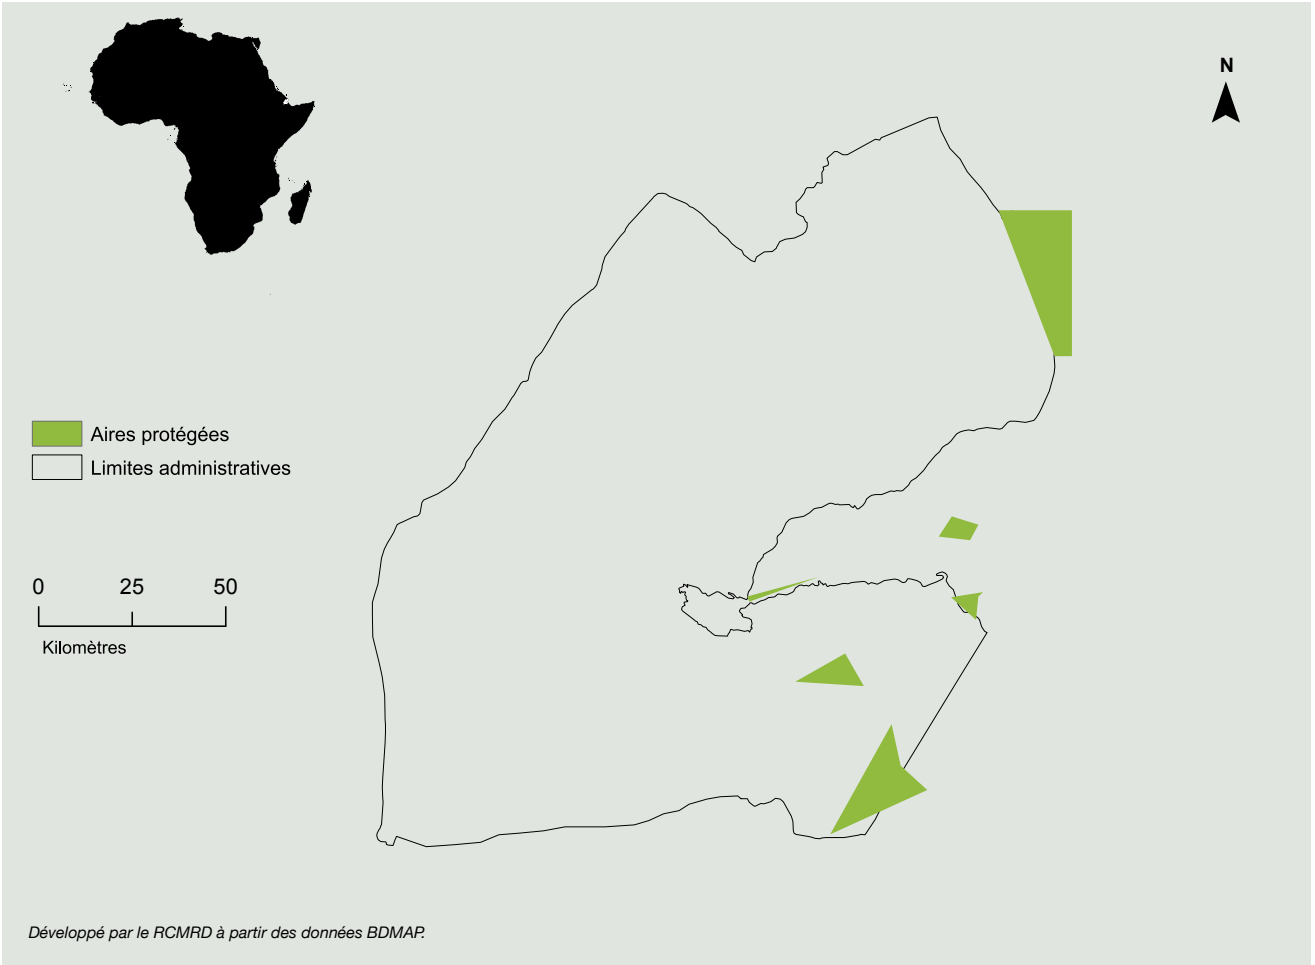 N
Aires protégées
Limites administratives
0 25 50
Kilomètres
Développé par le RCMRD à partir des données BDMAP.